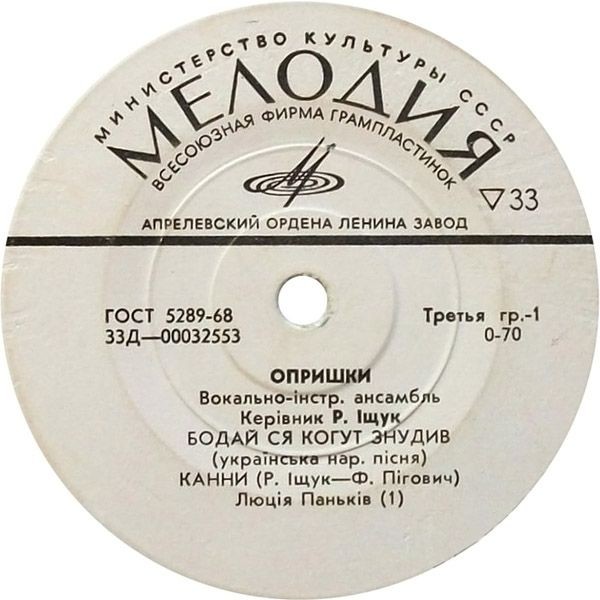 МИНИСТЕРСТВО КУЛЬТУРЫ СССР
МЕЛОДИЯ
ВСЕСОЮЗНАЯ ФИРМА ГРАМПЛАСТИНОК
▽33
АПРЕЛЕВСКИЙ ОРДЕНА ЛЕНИНА ЗАВОД
ГОСТ 5289-68
Третья гр.-1
33Д—00032553
0-70
ОПРИШКИ
Вокально-інстр. ансамбль
Керівник Р. Іщук
БОДАЙ СЯ КОГУТ ЗНУДИВ
(українська нар. пісня)
КАННИ (Р. Іщук—Ф. Пігович)
Люція Паньків (1)